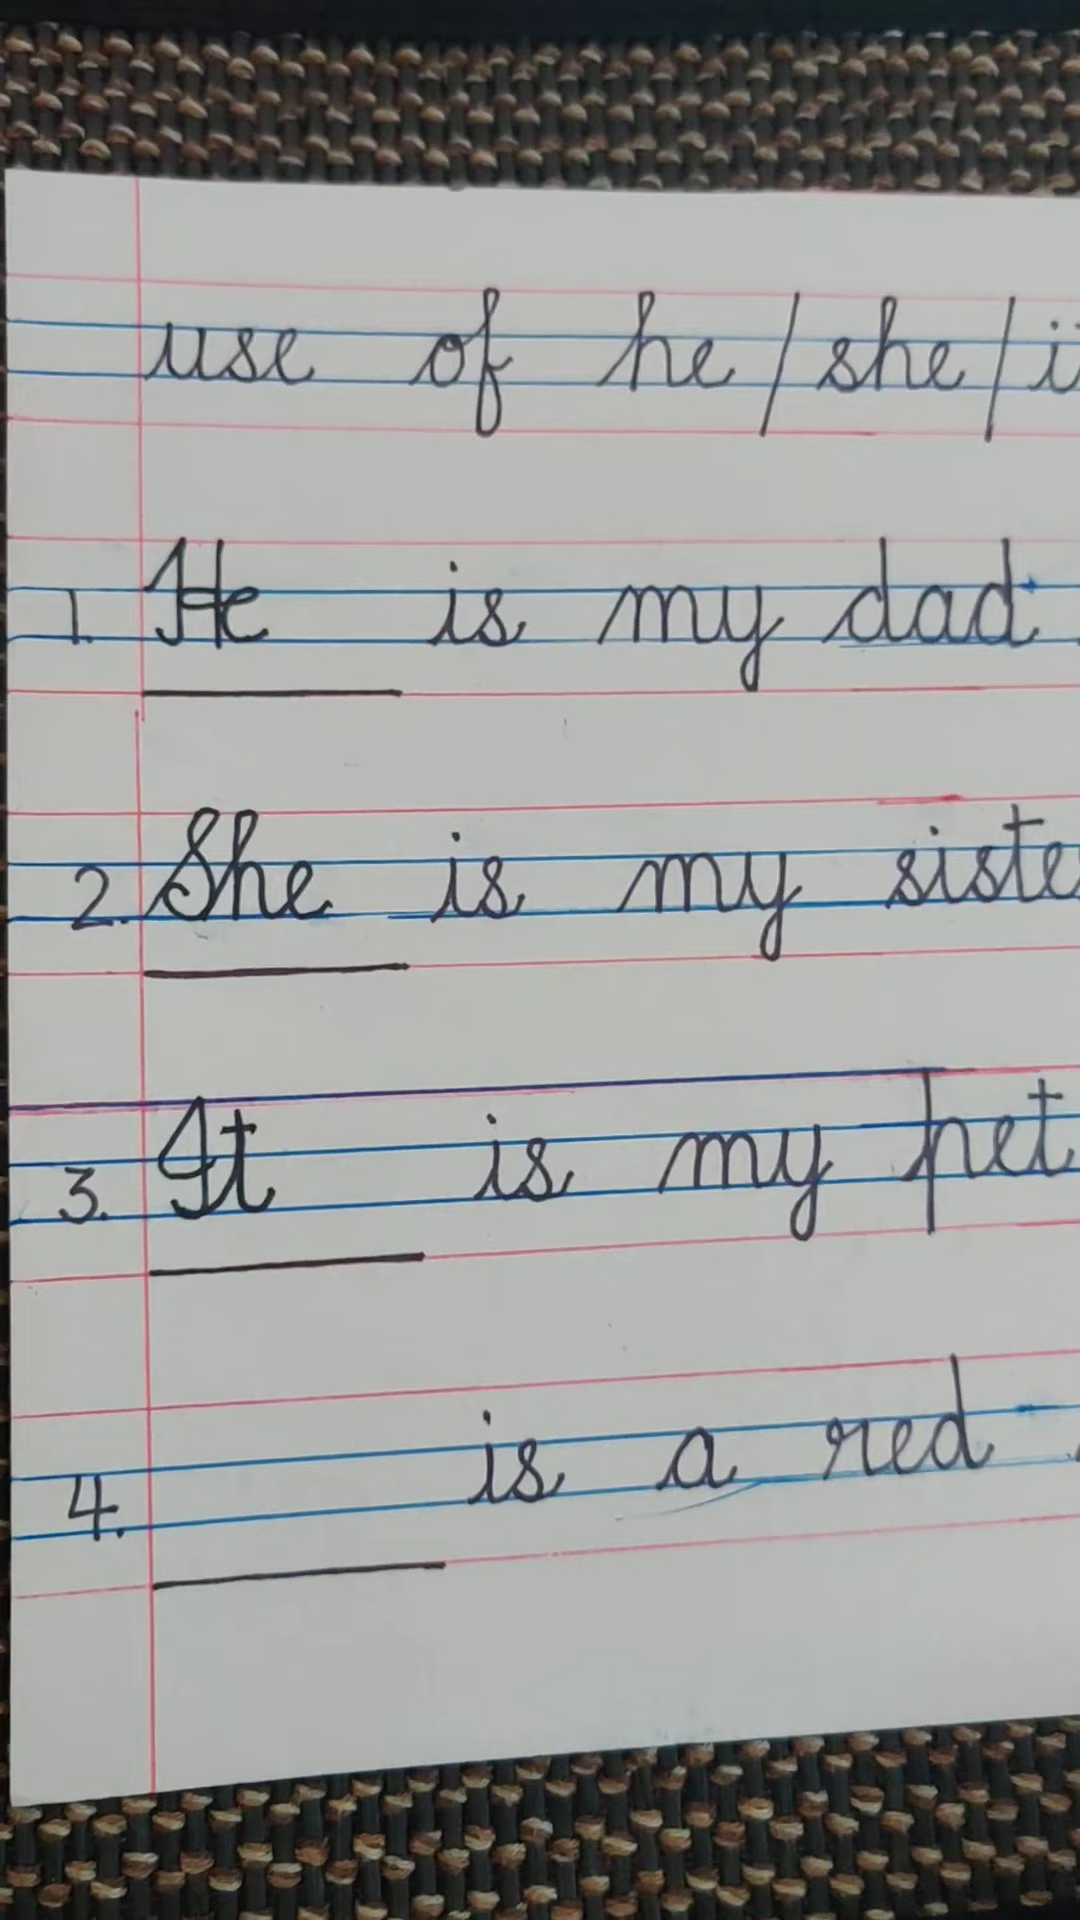 use of he/she/i
1. He is my dad.
2. She is my siste
3. It is my pet
4. is a red